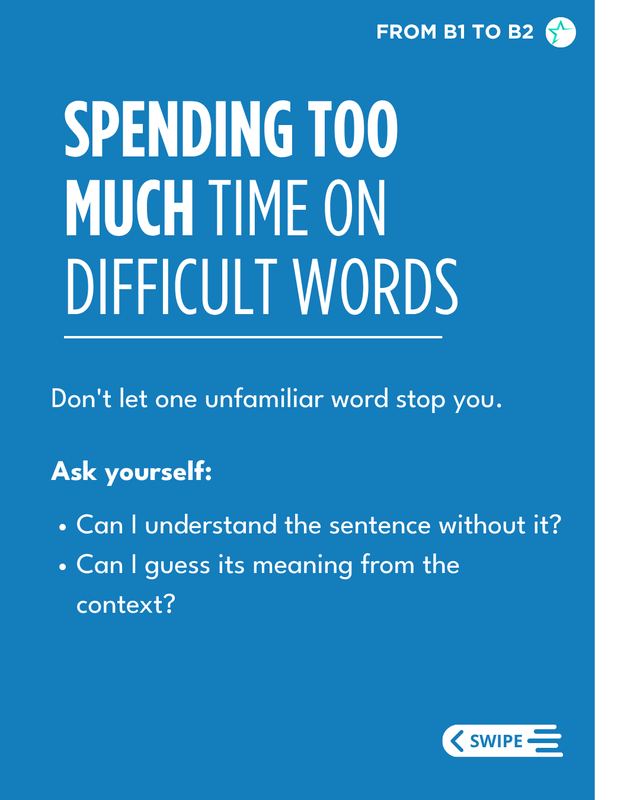 FROM B1 TO B2
SPENDING TOO
MUCH TIME ON
DIFFICULT WORDS
Don't let one unfamiliar word stop you.
Ask yourself:
• Can I understand the sentence without it?
• Can I guess its meaning from the
context?
SWIPE